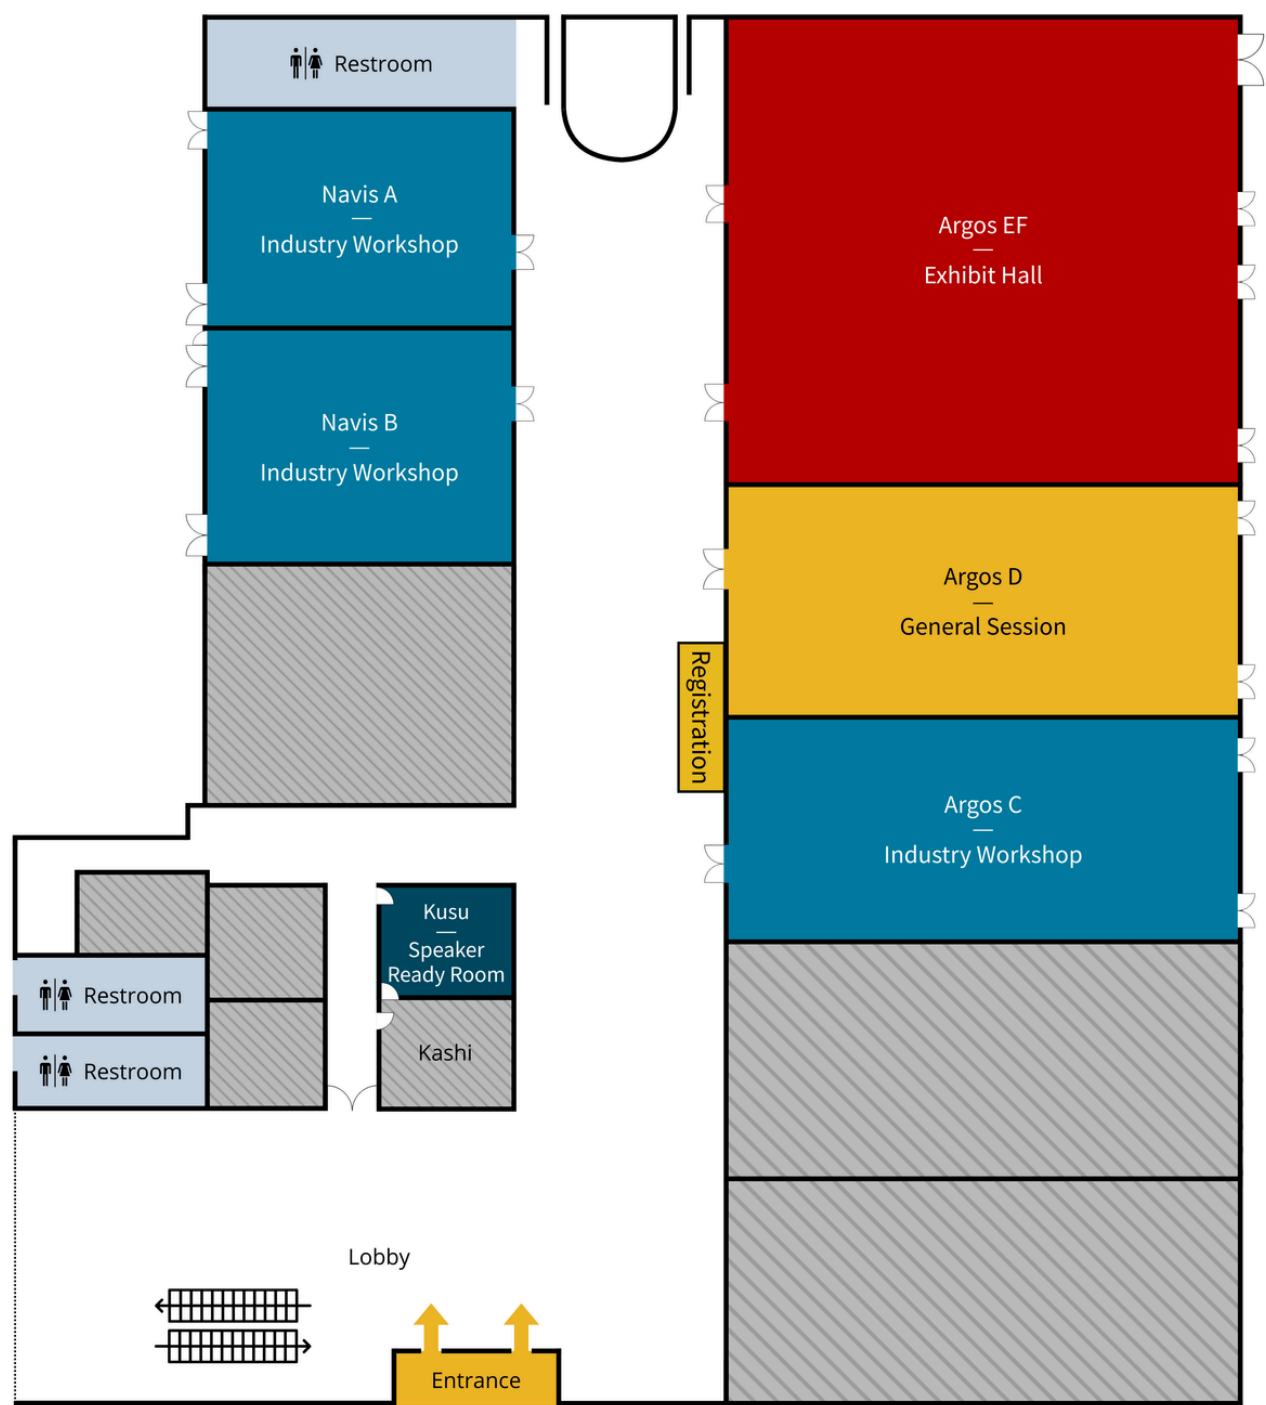 Restroom
Navis A
Industry Workshop
Argos EF
Exhibit Hall
Navis B
Industry Workshop
Argos D
General Session
Registration
Argos C
Industry Workshop
Kusu
Speaker
Ready Room
Restroom
Kashi
Restroom
Lobby
Entrance